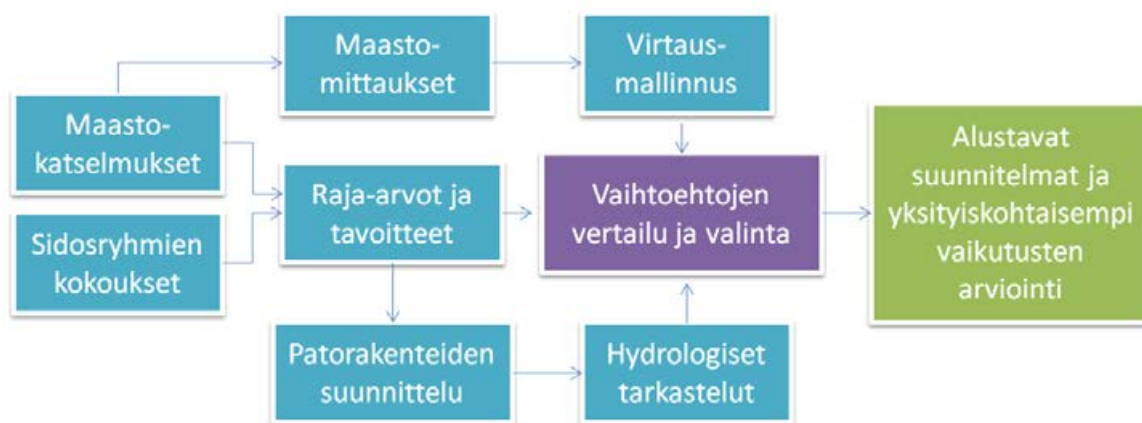 Maasto-
mittaukset
Virtaus-
mallinnus
Maasto-
katselmukset
Sidosryhmien
kokoukset
Raja-arvot ja
tavoitteet
Vaihtoehtojen
vertailu ja valinta
Alustavat
suunnitelmat ja
yksityiskohtaisempi
vaikutusten
arviointi
Patorakenteiden
suunnittelu
Hydrologiset
tarkastelut